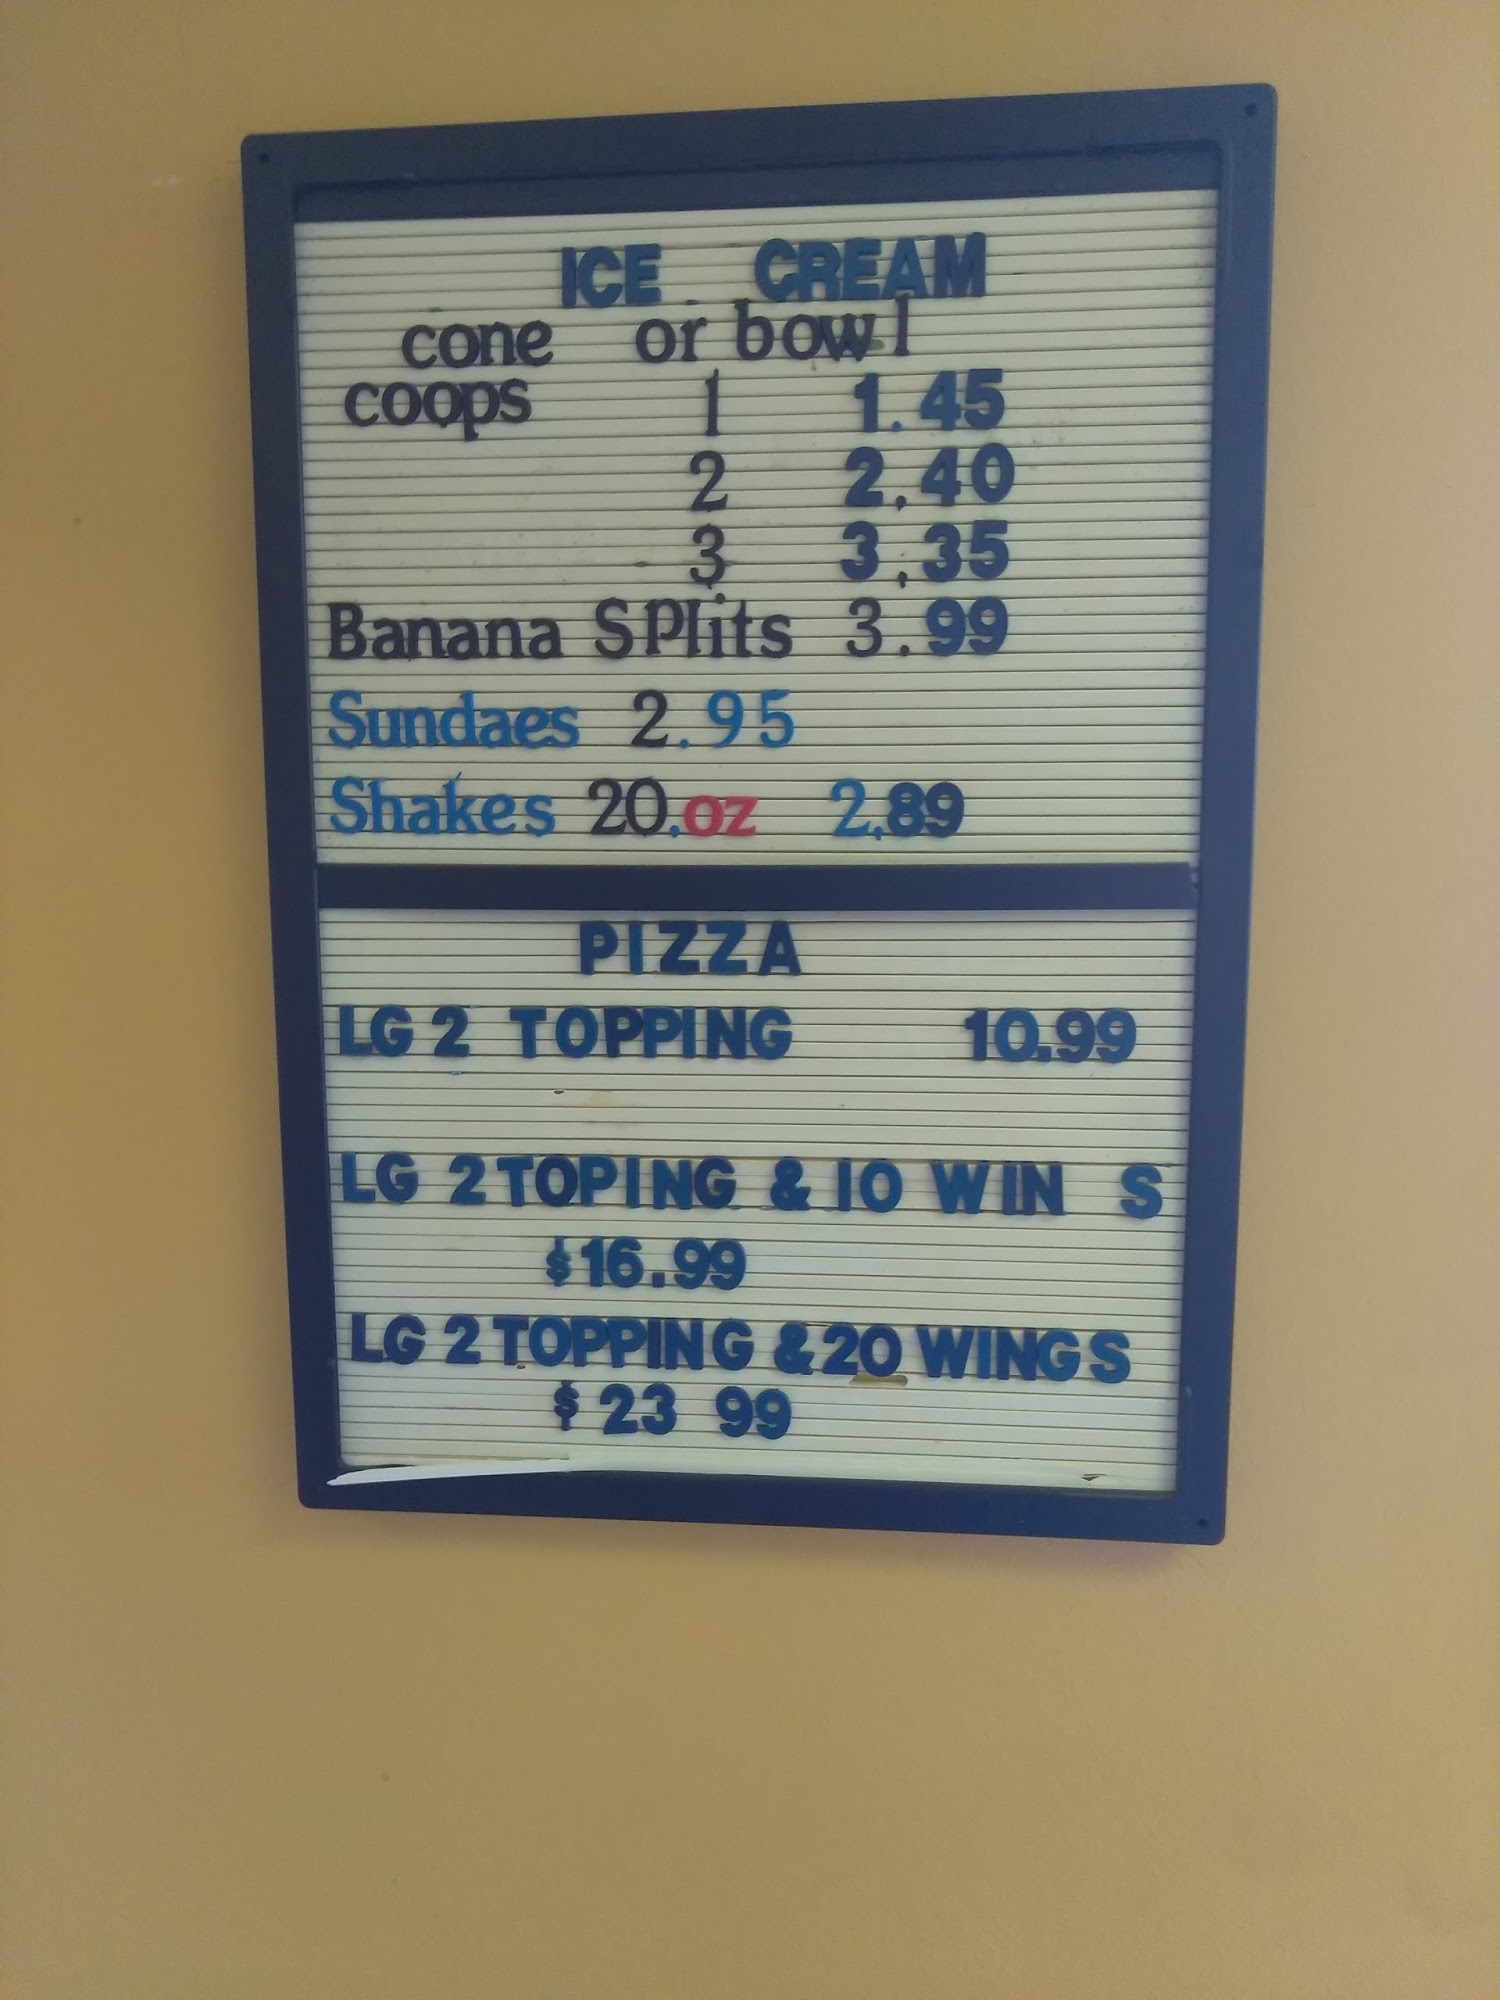 ICE CREAM
cone or bowl
coops 1 1.45
2 2.40
3 3.35
Banana SPlits 3.99
Sundaes 2.95
Shakes 20.oz 2.89
PIZZA
LG 2 TOPPING 10.99
LG 2 TOPING & 10 WIN S
$16.99
LG 2 TOPPING & 20 WINGS
$ 23 99